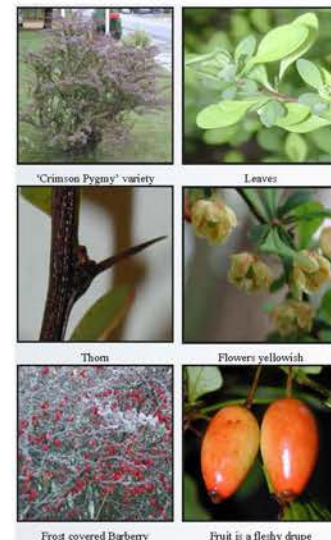 'Crimson Pygmy' variety
Leaves
Thorn
Flowers yellowish
Frost covered Barberry
Fruit is a fleshy drupe